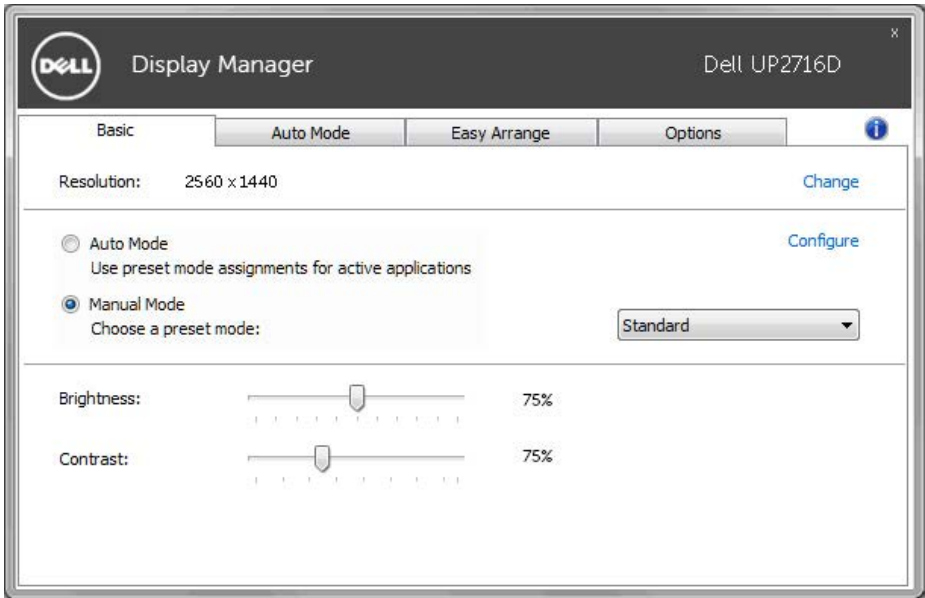 x
DELL Display Manager Dell UP2716D
Basic Auto Mode Easy Arrange Options i
Resolution: 2560 x 1440 Change
Auto Mode Configure
Use preset mode assignments for active applications
Manual Mode
Choose a preset mode: Standard
Brightness: 75%
Contrast: 75%